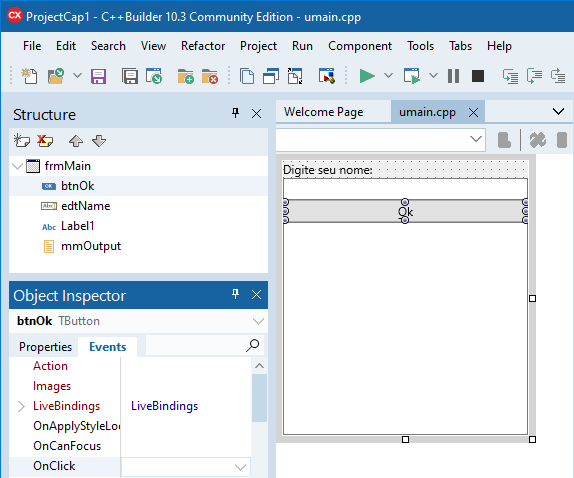 CX ProjectCap1 - C++Builder 10.3 Community Edition - umain.cpp
File Edit Search View Refactor Project Run Component Tools Tabs Help
Structure
Welcome Page umain.cpp
frmMain
Digite seu nome:
btnOk
edtName
Ok
Abc Label1
mmOutput
Object Inspector
btnOk TButton
Properties Events
Action
Images
LiveBindings LiveBindings
OnApplyStyleLoo
OnCanFocus
OnClick